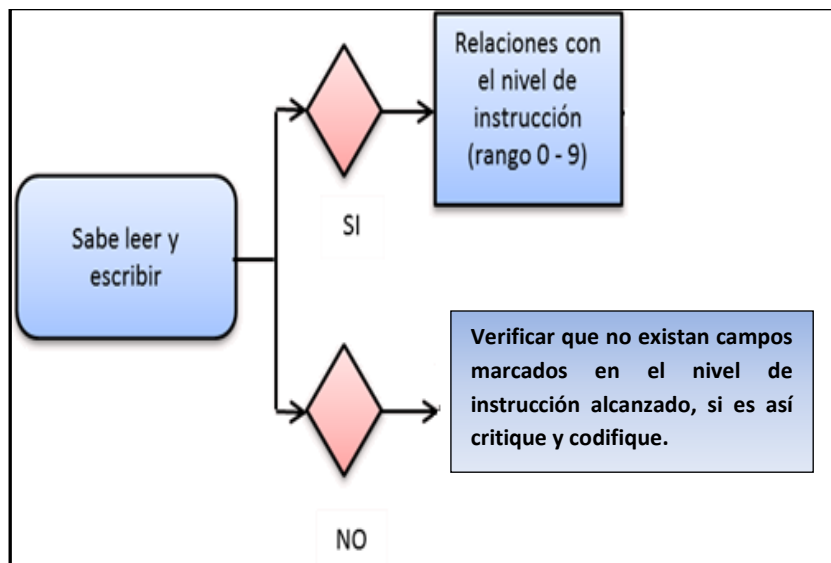 Relaciones con
el nivel de
instrucción
(rango 0 - 9)
SI
Sabe leer y
escribir
Verificar que no existan campos
marcados en el nivel de
instrucción alcanzado, si es así
critique y codifique.
NO